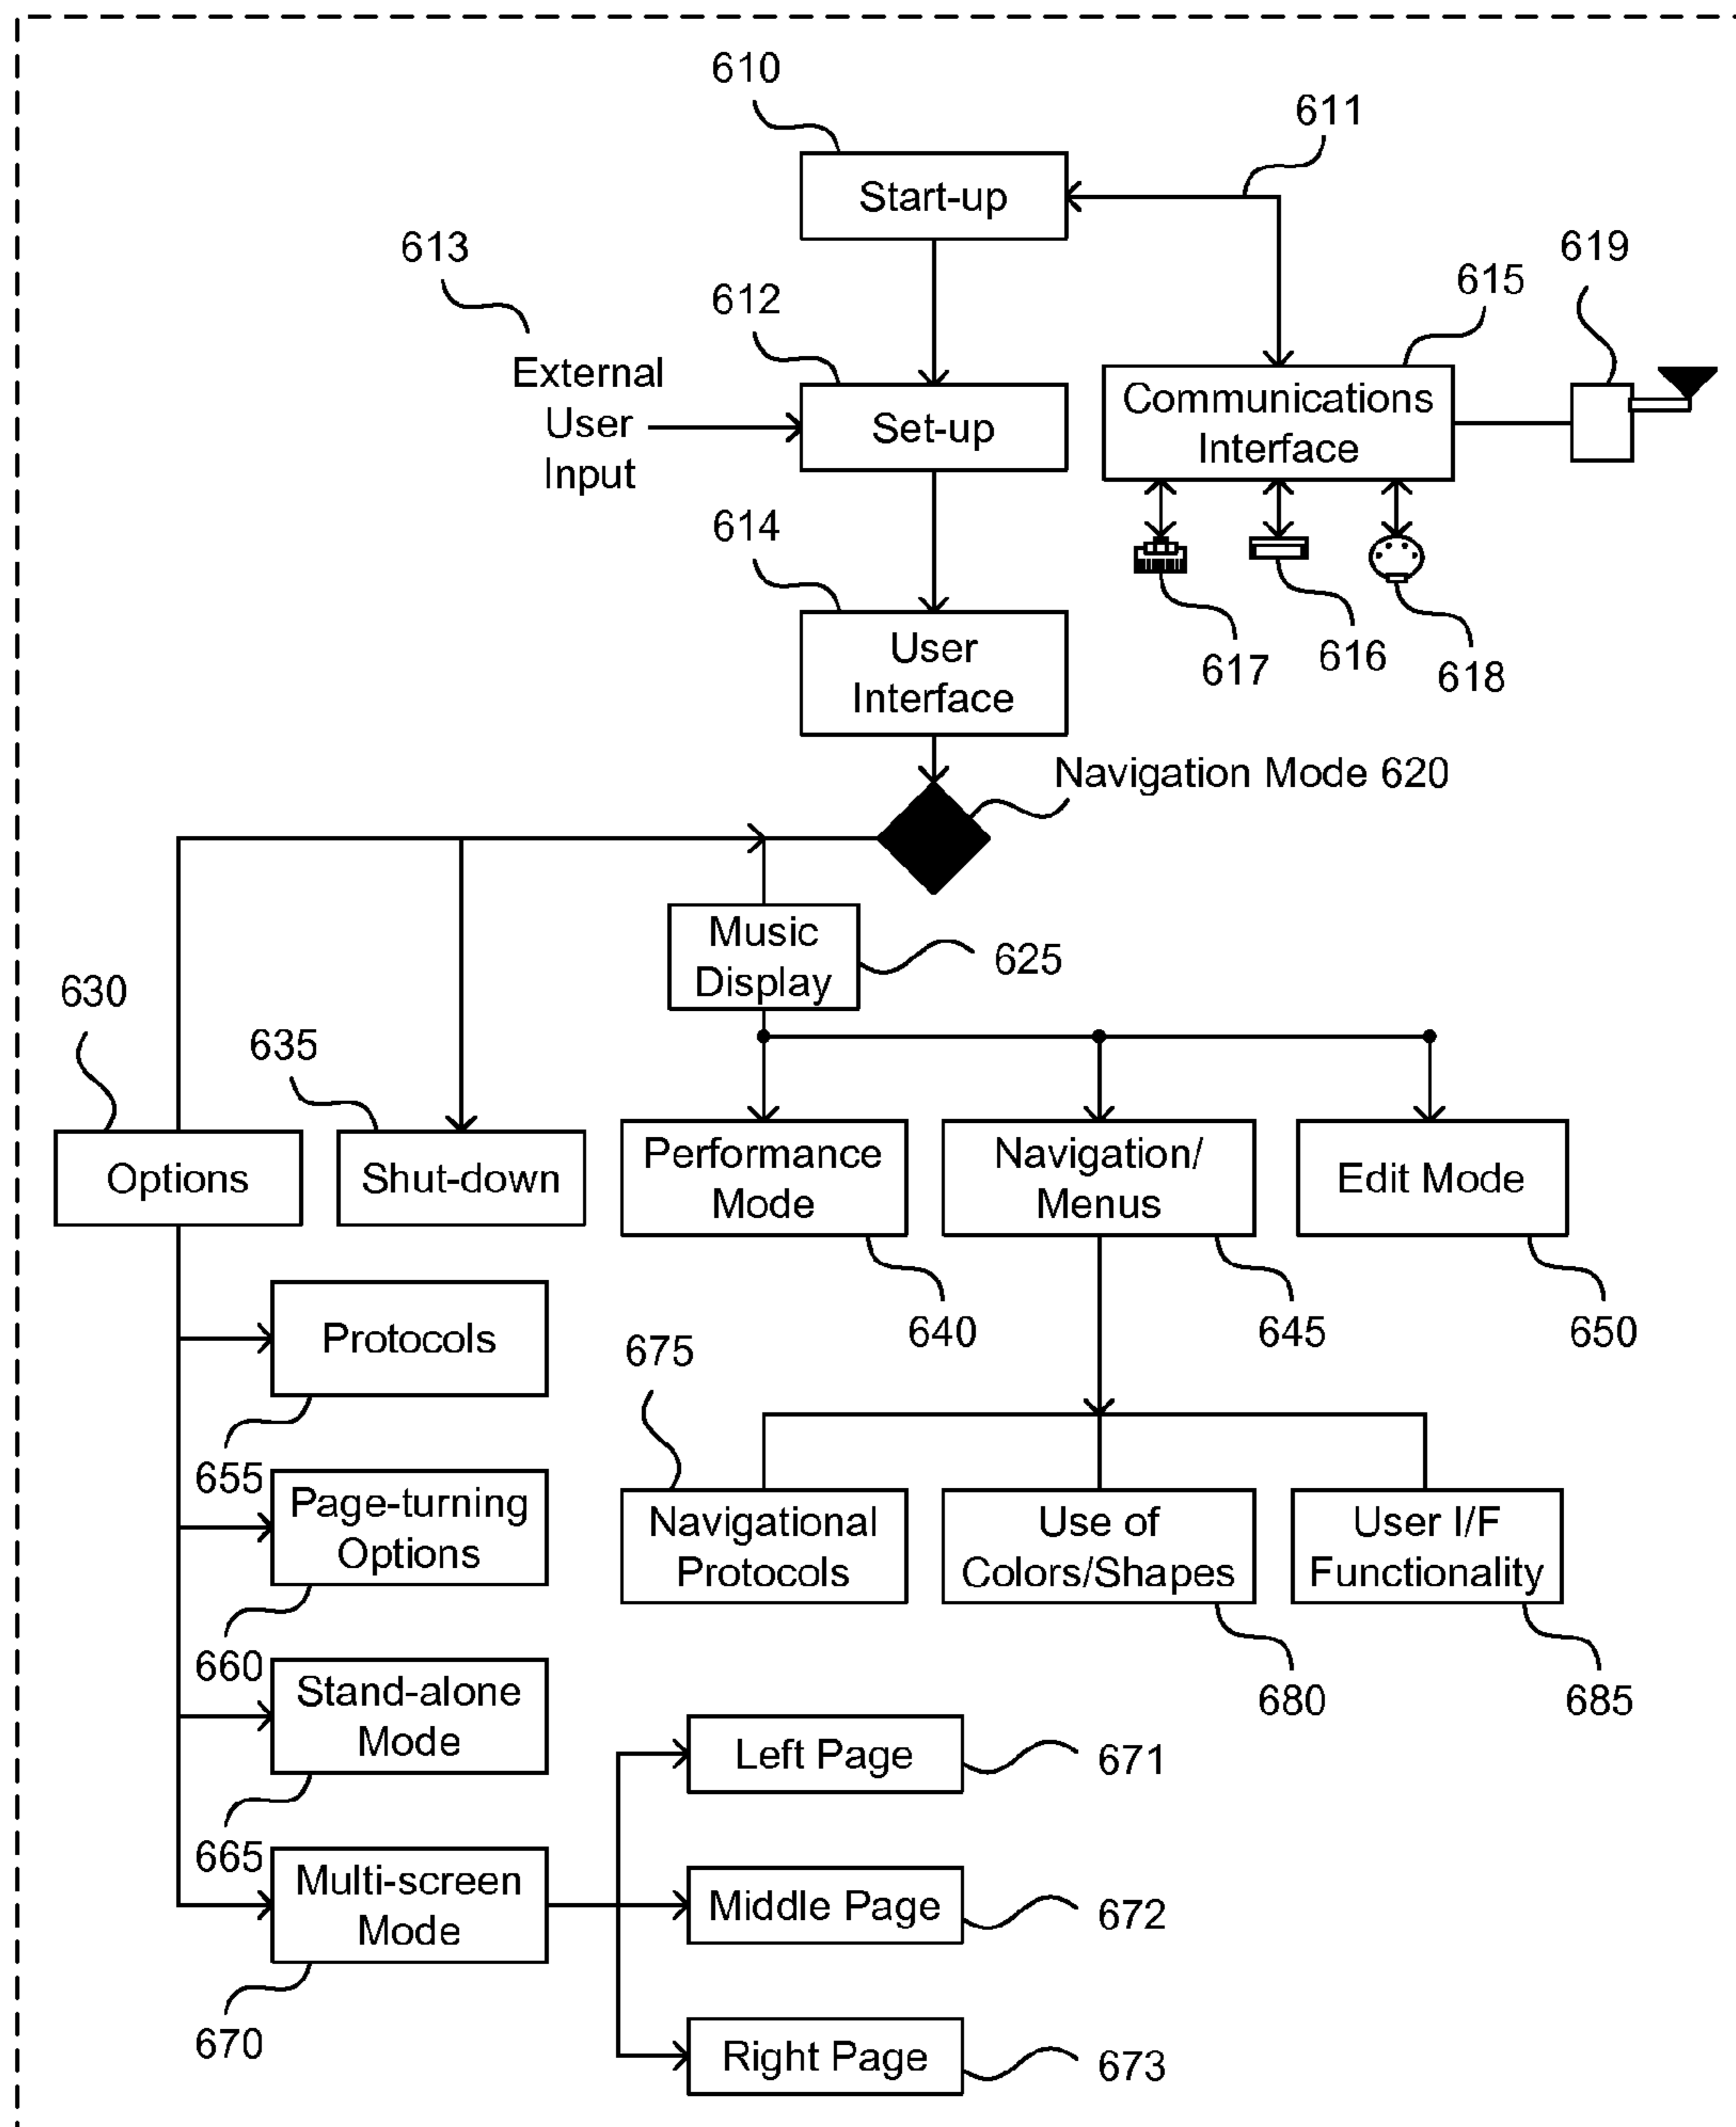 610
611
Start-up
613
619
612
615
External
User
Input
Set-up
Communications
Interface
614
617
616
618
User
Interface
Navigation Mode 620
Music
Display
625
630
635
Options
Shut-down
Performance
Mode
Navigation/
Menus
Edit Mode
640
645
650
Protocols
675
655
Page-turning
Options
Navigational
Protocols
Use of
Colors/Shapes
User I/F
Functionality
660
680
685
Stand-alone
Mode
Left Page
671
665
Multi-screen
Mode
Middle Page
672
670
Right Page
673